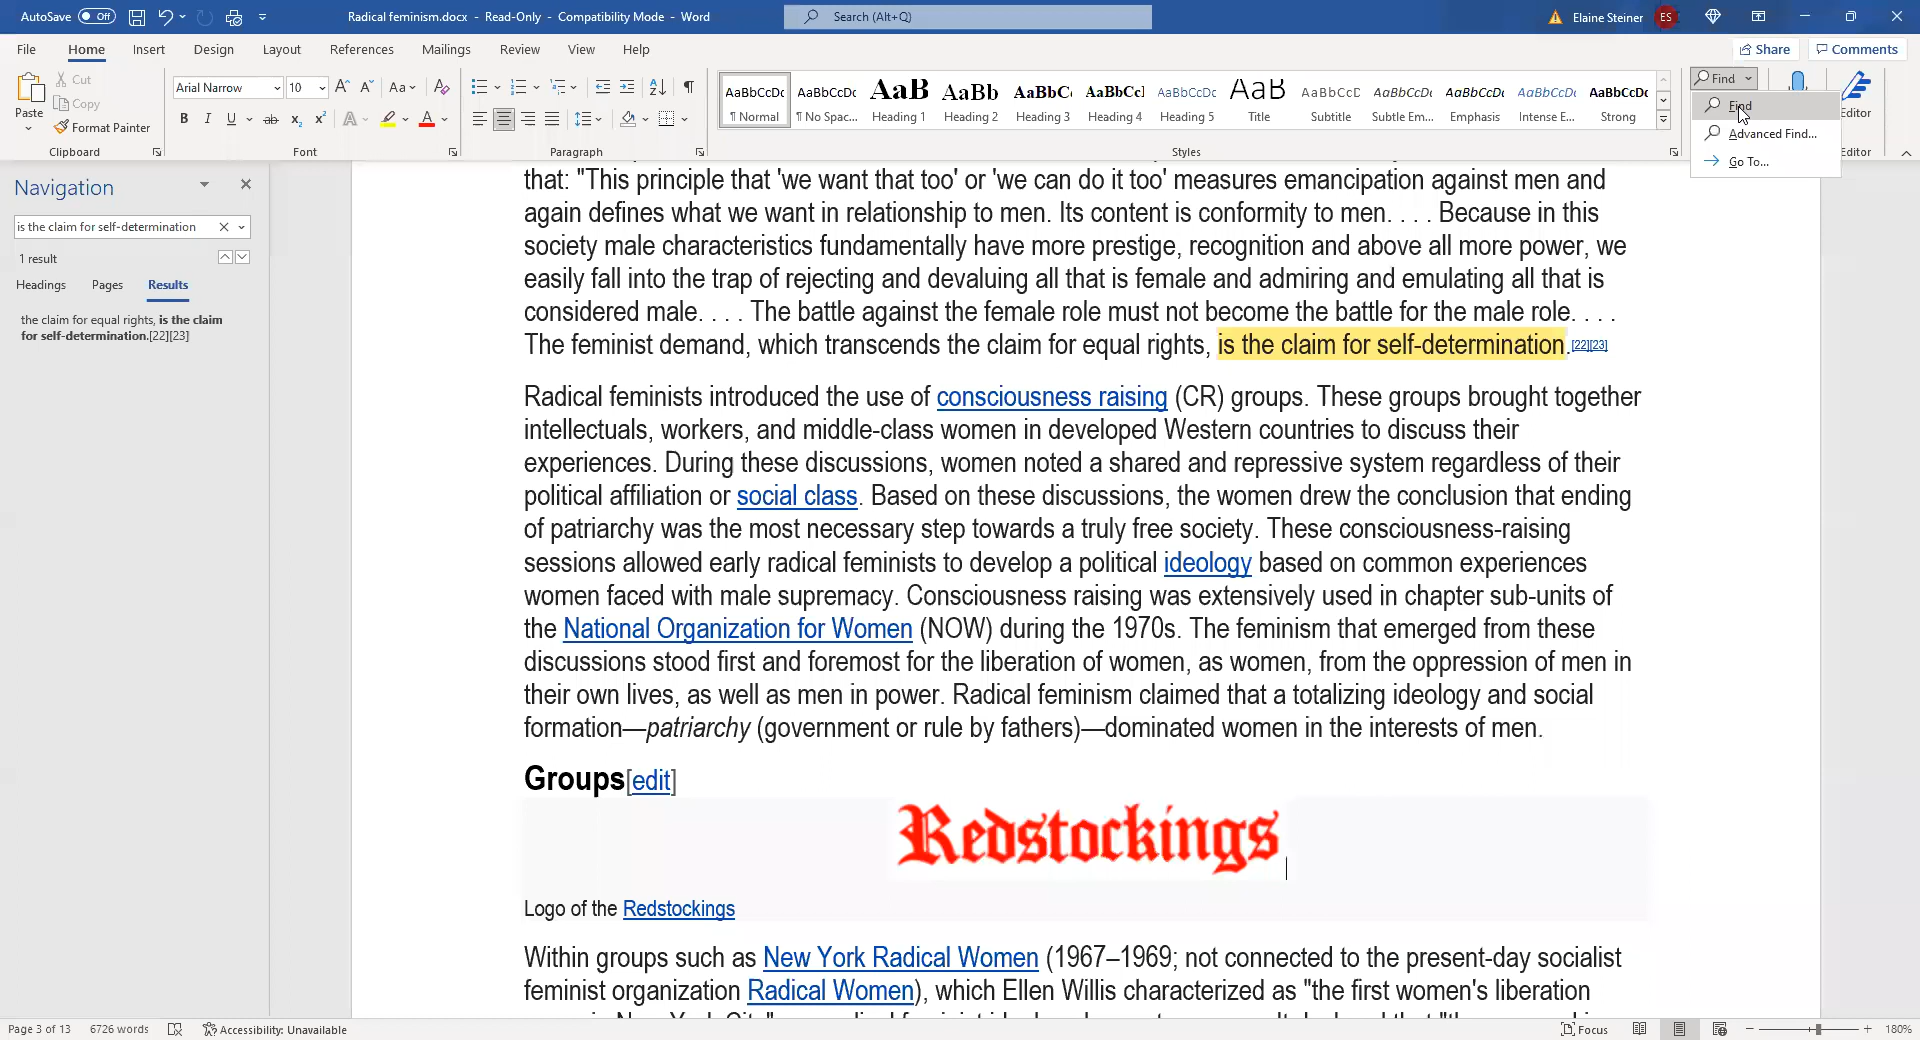 AutoSave Off Radical feminism.docx - Read-Only - Compatibility Mode - Word Search (Alt+Q) Elaine Steiner ES
File Home Insert Design Layout References Mailings Review View Help Share Comments
Paste Cut Copy Format Painter
Arial Narrow 10
AaBbCcDc AaBbCcDc AaB AaBb AaBbC AaBbCcI AaBbCcDc AaB AaBbCcD AaBbCcDc AaBbCcDc AaBbCcDc AaBbCcDc
¶ Normal ¶ No Spac... Heading 1 Heading 2 Heading 3 Heading 4 Heading 5 Title Subtitle Subtle Em... Emphasis Intense E... Strong
Find
Find
Advanced Find...
Go To...
Editor
Clipboard Font Paragraph Styles Editor
Navigation
is the claim for self-determination
1 result
Headings Pages Results
the claim for equal rights, is the claim
for self-determination.[22][23]
that: "This principle that 'we want that too' or 'we can do it too' measures emancipation against men and
again defines what we want in relationship to men. Its content is conformity to men. . . . Because in this
society male characteristics fundamentally have more prestige, recognition and above all more power, we
easily fall into the trap of rejecting and devaluing all that is female and admiring and emulating all that is
considered male. . . . The battle against the female role must not become the battle for the male role. . . .
The feminist demand, which transcends the claim for equal rights, is the claim for self-determination.[22][23]
Radical feminists introduced the use of consciousness raising (CR) groups. These groups brought together
intellectuals, workers, and middle-class women in developed Western countries to discuss their
experiences. During these discussions, women noted a shared and repressive system regardless of their
political affiliation or social class. Based on these discussions, the women drew the conclusion that ending
of patriarchy was the most necessary step towards a truly free society. These consciousness-raising
sessions allowed early radical feminists to develop a political ideology based on common experiences
women faced with male supremacy. Consciousness raising was extensively used in chapter sub-units of
the National Organization for Women (NOW) during the 1970s. The feminism that emerged from these
discussions stood first and foremost for the liberation of women, as women, from the oppression of men in
their own lives, as well as men in power. Radical feminism claimed that a totalizing ideology and social
formation—patriarchy (government or rule by fathers)—dominated women in the interests of men.
Groups[edit]
Redstockings
Logo of the Redstockings
Within groups such as New York Radical Women (1967–1969; not connected to the present-day socialist
feminist organization Radical Women), which Ellen Willis characterized as "the first women's liberation
Page 3 of 13 6726 words Accessibility: Unavailable Focus 180%